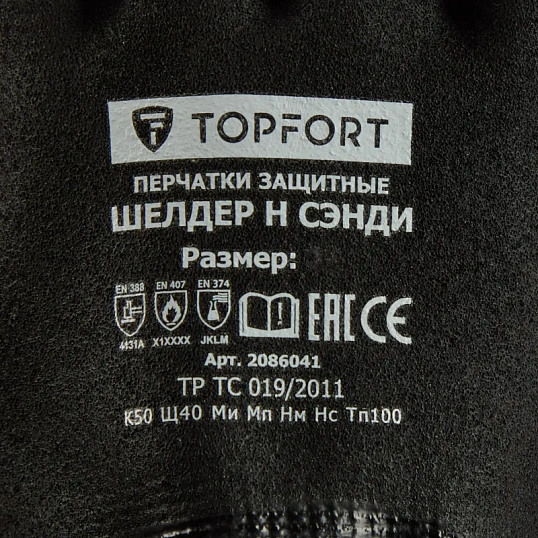 TOPFORT
ПЕРЧАТКИ ЗАЩИТНЫЕ
ШЕЛДЕР Н СЭНДИ
Размер:
EN 388 EN 407 EN 374
4131A X1XXXX JKLM
EAC CE
Арт. 2086041
ТР ТС 019/2011
К50 Щ40 Ми Мп Нм Нс Тп100